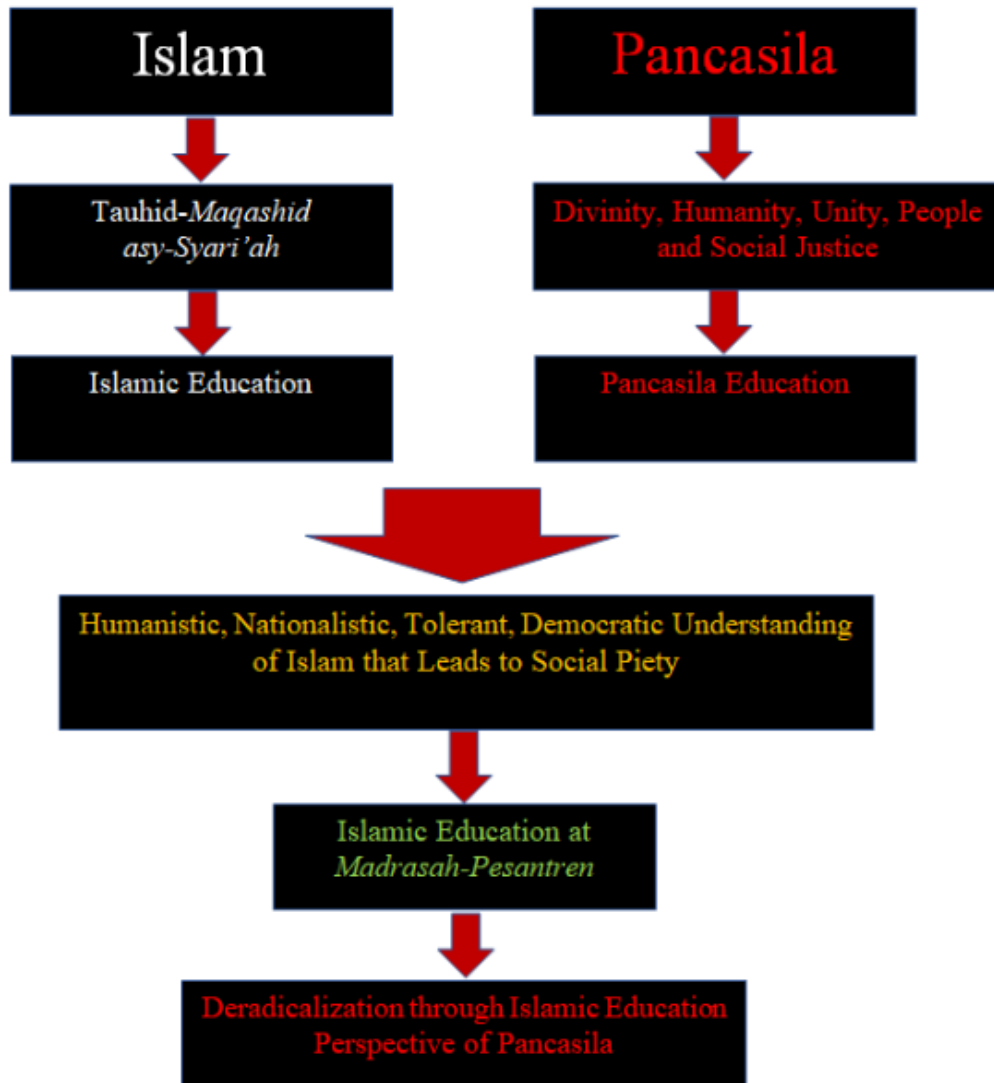 Islam
Pancasila
Tauhid-Maqashid
asy-Syari'ah
Divinity, Humanity, Unity, People
and Social Justice
Islamic Education
Pancasila Education
Humanistic, Nationalistic, Tolerant, Democratic Understanding
of Islam that Leads to Social Piety
Islamic Education at
Madrasah-Pesantren
Deradicalization through Islamic Education
Perspective of Pancasila